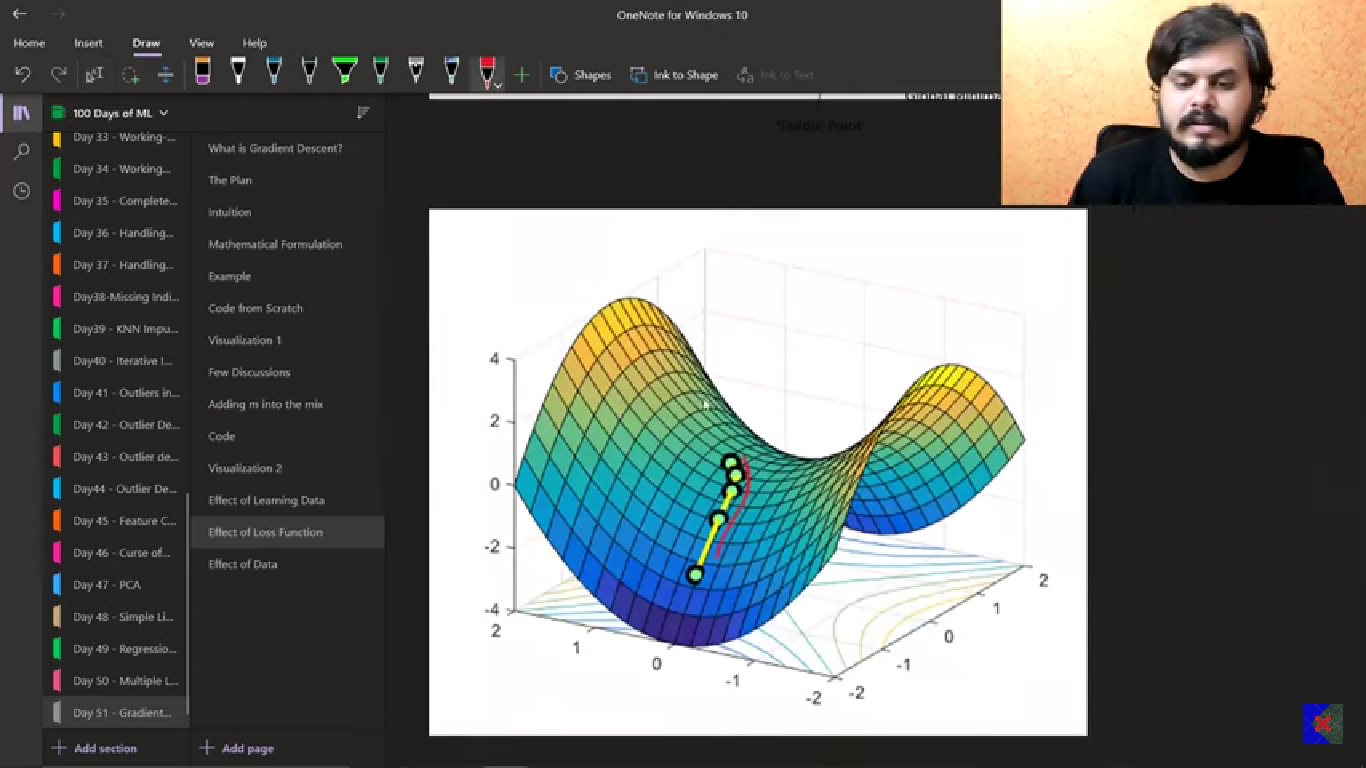 OneNote for Windows 10
Home Insert Draw View Help
Shapes Ink to Shape Ink to Text
100 Days of ML
Day 33 - Working-...
Day 34 - Working...
Day 35 - Complete...
Day 36 - Handling...
Day 37 - Handling...
Day38-Missing Indi...
Day39 - KNN Impu...
Day40 - Iterative I...
Day 41 - Outliers in...
Day 42 - Outlier De...
Day 43 - Outlier de...
Day44 - Outlier De...
Day 45 - Feature C...
Day 46 - Curse of...
Day 47 - PCA
Day 48 - Simple Li...
Day 49 - Regressio...
Day 50 - Multiple L...
Day 51 - Gradient...
Add section
What is Gradient Descent?
The Plan
Intuition
Mathematical Formulation
Example
Code from Scratch
Visualization 1
Few Discussions
Adding m into the mix
Code
Visualization 2
Effect of Learning Data
Effect of Loss Function
Effect of Data
Add page
Global Minima
Saddle Point
4
2
0
-2
-4
2
1
0
-1
-2
-2
-1
0
1
2